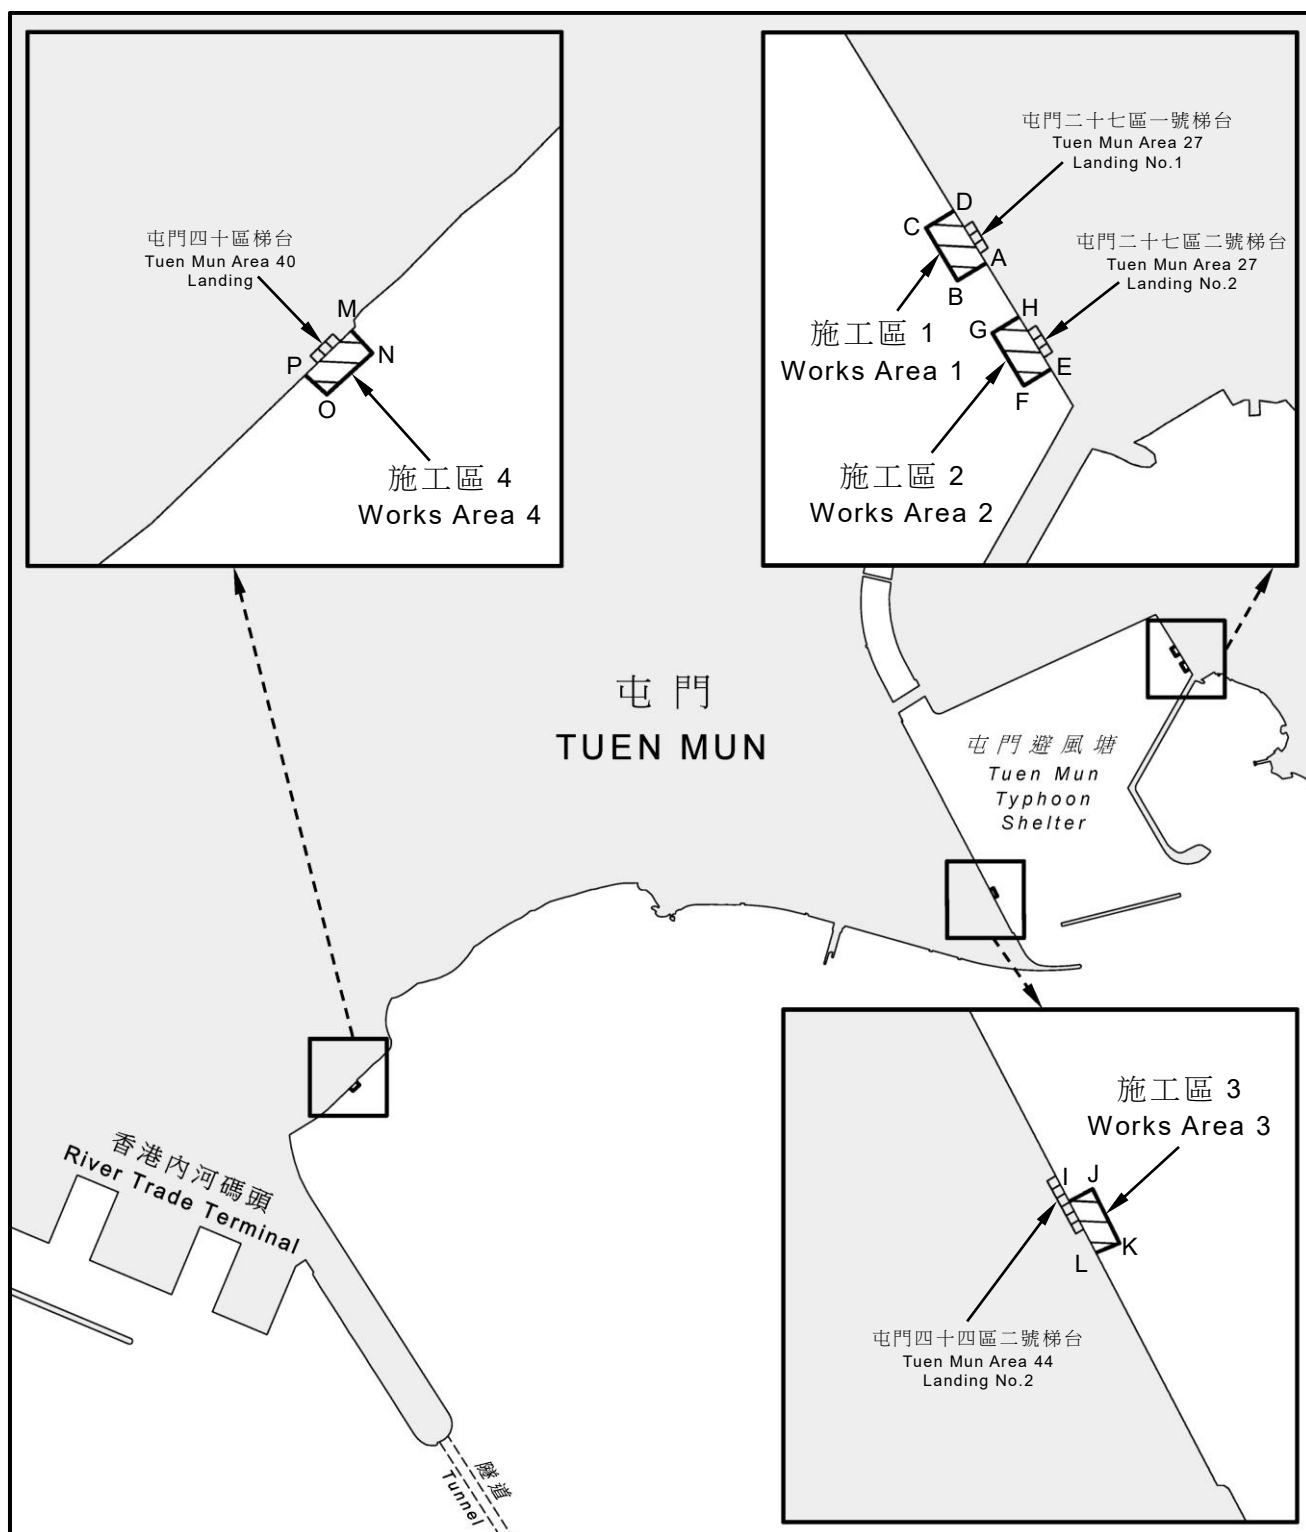 屯門四十區梯台
Tuen Mun Area 40
Landing
M
N
P
O
施工區 4
Works Area 4
屯門二十七區一號梯台
Tuen Mun Area 27
Landing No.1
D
C
A
B
屯門二十七區二號梯台
Tuen Mun Area 27
Landing No.2
H
G
E
F
施工區 1
Works Area 1
施工區 2
Works Area 2
屯門
TUEN MUN
屯門避風塘
Tuen Mun
Typhoon
Shelter
香港內河碼頭
River Trade Terminal
隧道
Tunnel
施工區 3
Works Area 3
I
J
K
L
屯門四十四區二號梯台
Tuen Mun Area 44
Landing No.2